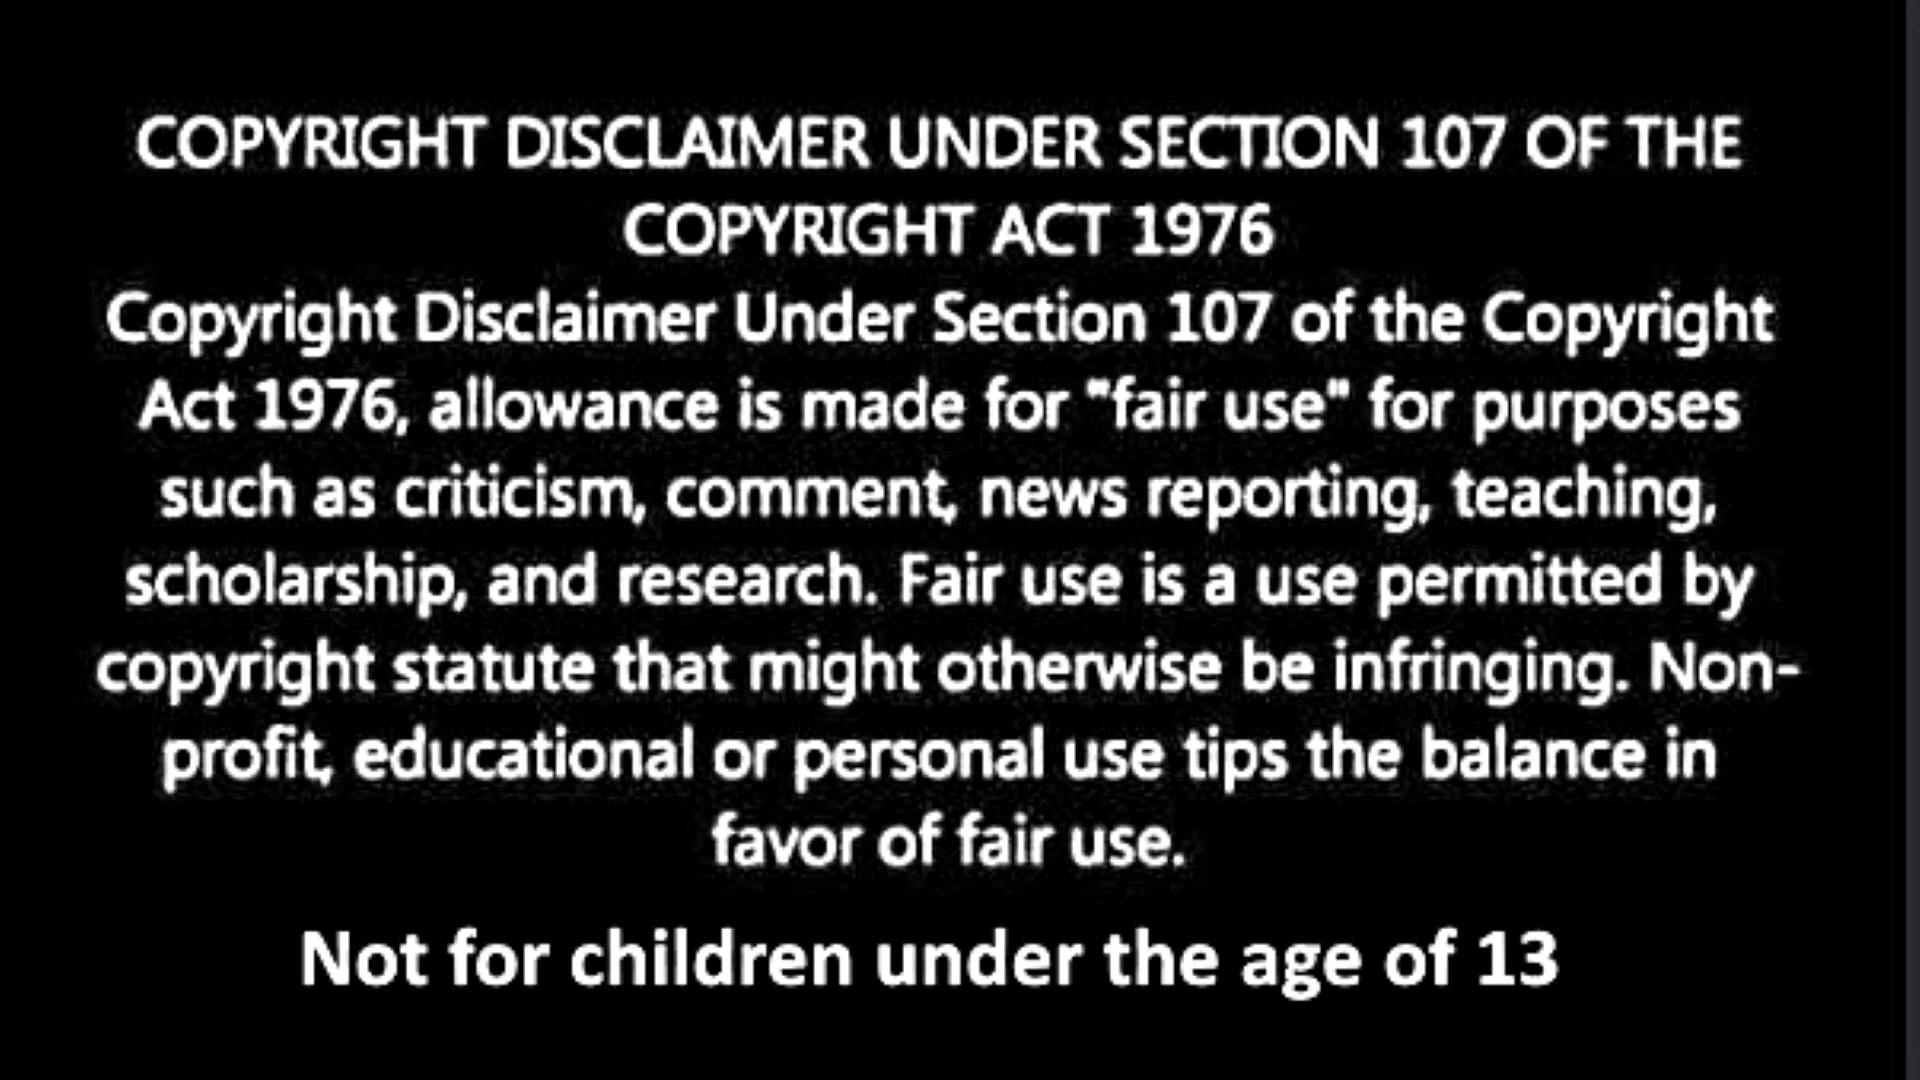 COPYRIGHT DISCLAIMER UNDER SECTION 107 OF THE
COPYRIGHT ACT 1976
Copyright Disclaimer Under Section 107 of the Copyright
Act 1976, allowance is made for "fair use" for purposes
such as criticism, comment, news reporting, teaching,
scholarship, and research. Fair use is a use permitted by
copyright statute that might otherwise be infringing. Non-
profit, educational or personal use tips the balance in
favor of fair use.
Not for children under the age of 13